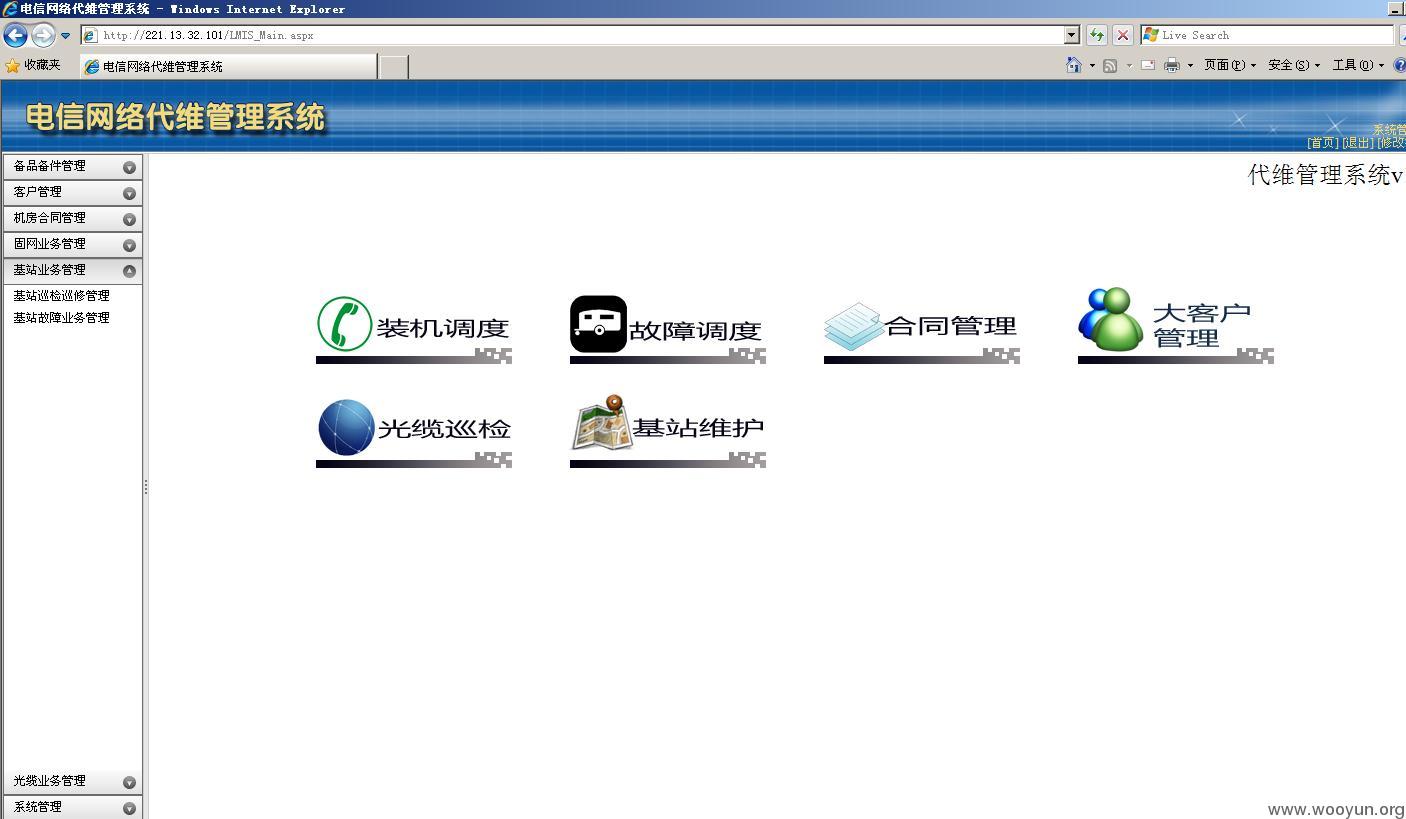 电信网络代维管理系统 - Windows Internet Explorer
http://221.13.32.101/LMIS_Main.aspx
Live Search
收藏夹
电信网络代维管理系统
页面(P)
安全(S)
工具(O)
电信网络代维管理系统
系统管
[首页] [退出] [修改
备品备件管理
客户管理
机房合同管理
固网业务管理
基站业务管理
基站巡检巡修管理
基站故障业务管理
光缆业务管理
系统管理
代维管理系统v
装机调度
故障调度
合同管理
大客户
管理
光缆巡检
基站维护
www.wooyun.org